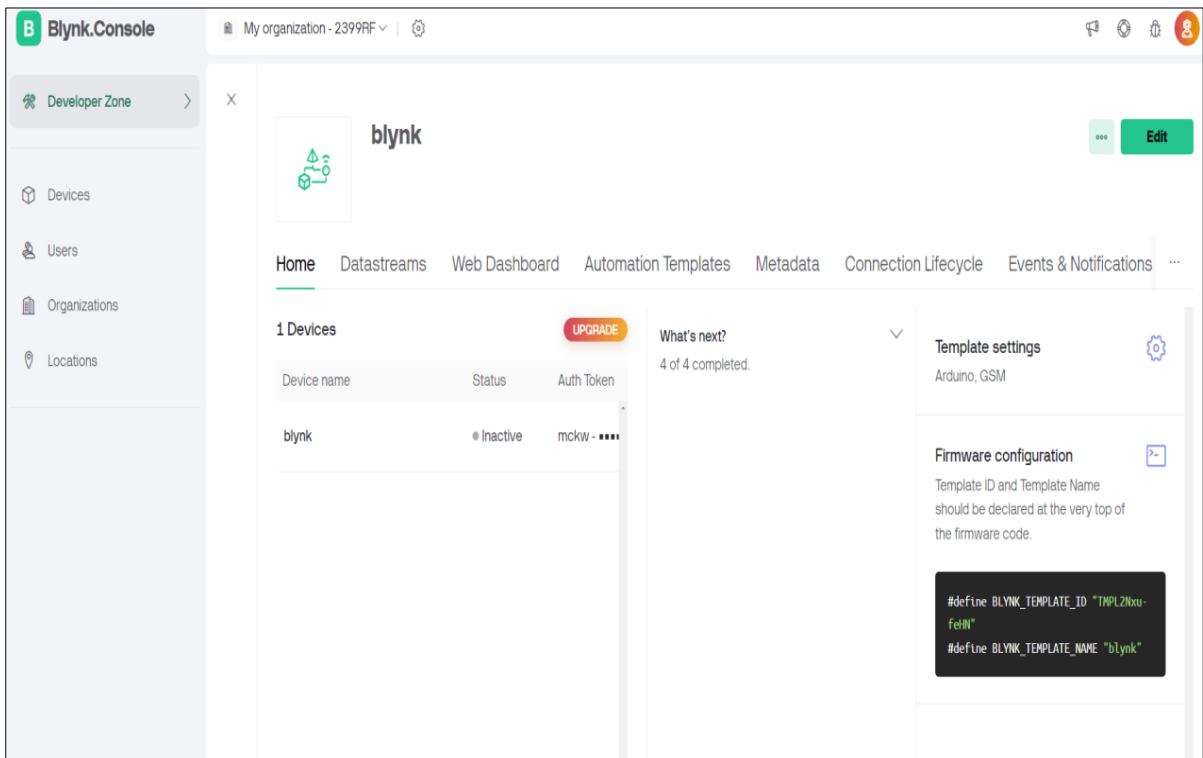 B Blynk.Console
My organization - 2399RF
Developer Zone
Devices
Users
Organizations
Locations
blynk
Edit
Home Datastreams Web Dashboard Automation Templates Metadata Connection Lifecycle Events & Notifications ...
1 Devices UPGRADE
Device name Status Auth Token
blynk Inactive mckw - ▪▪▪▪
What's next?
4 of 4 completed.
Template settings
Arduino, GSM
Firmware configuration
Template ID and Template Name
should be declared at the very top of
the firmware code.
#define BLYNK_TEMPLATE_ID "TMPL2Nxu-
feHN"
#define BLYNK_TEMPLATE_NAME "blynk"